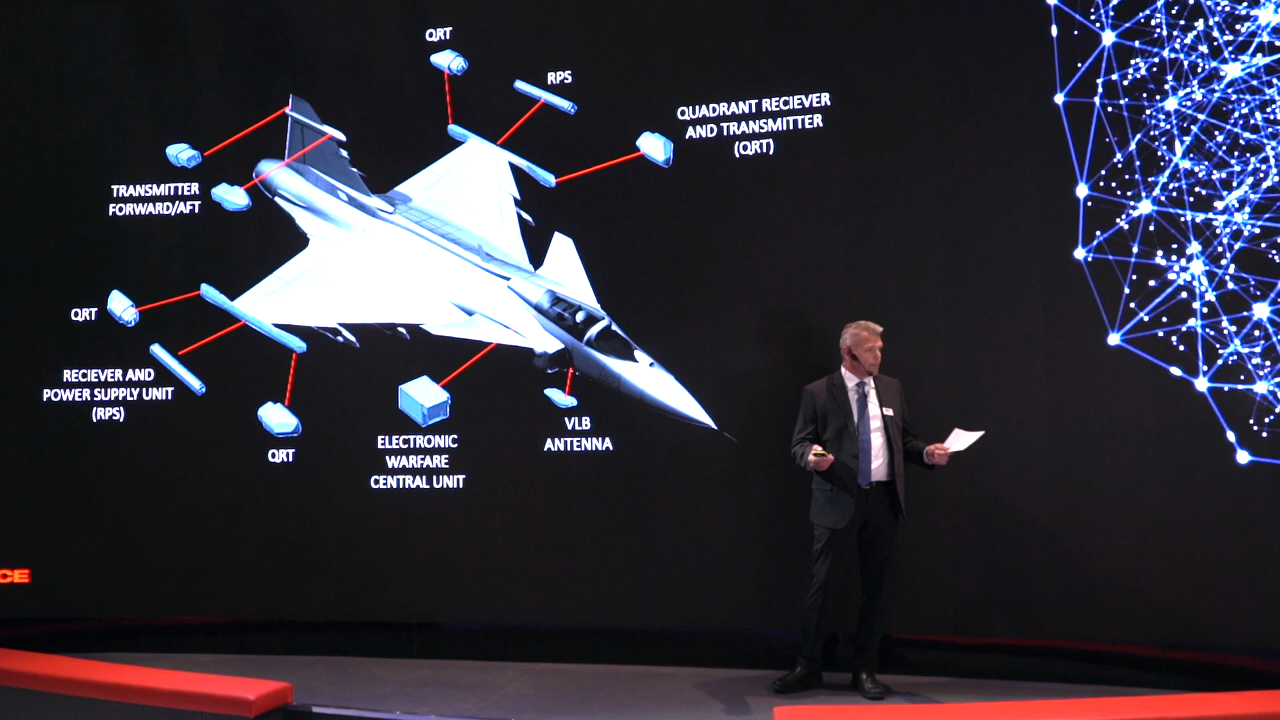 QRT
RPS
QUADRANT RECIEVER
AND TRANSMITTER
(QRT)
TRANSMITTER
FORWARD/AFT
QRT
RECIEVER AND
POWER SUPPLY UNIT
(RPS)
QRT
ELECTRONIC
WARFARE
CENTRAL UNIT
VLB
ANTENNA
CE